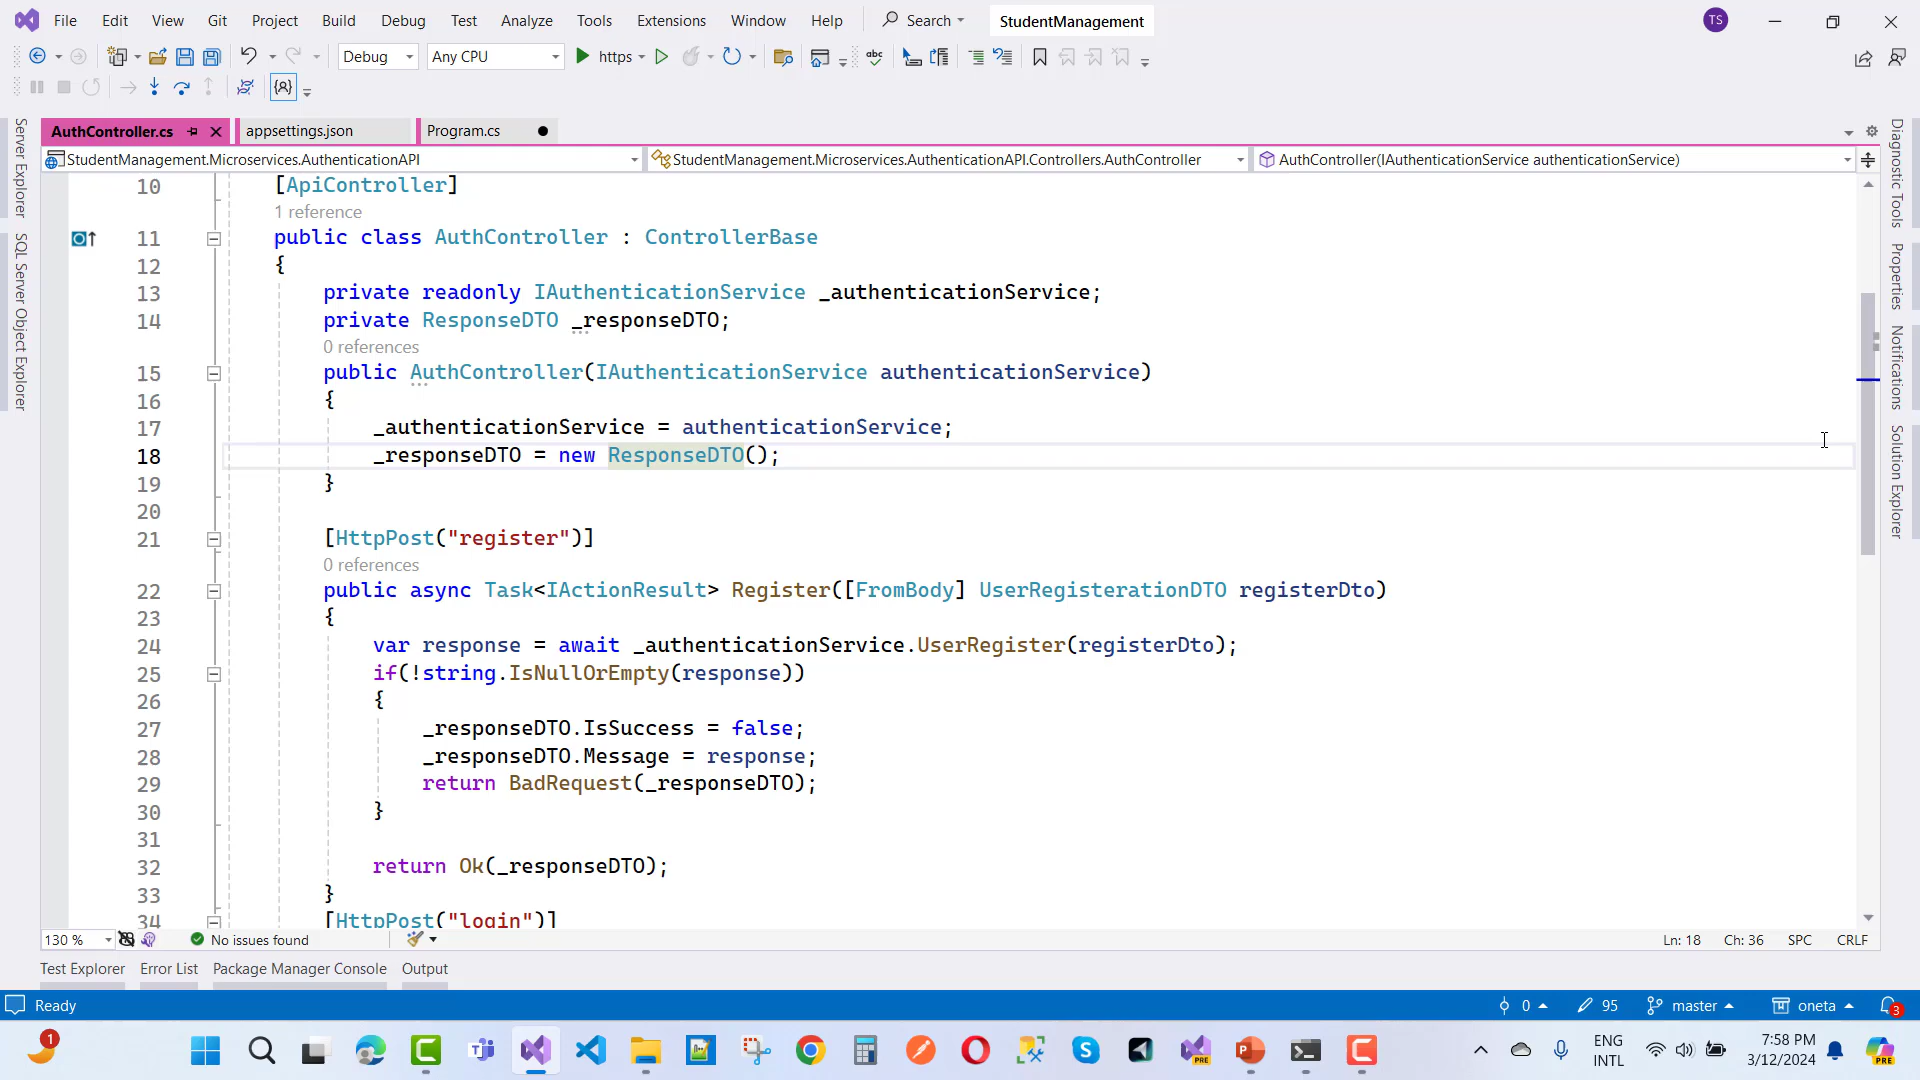 File Edit View Git Project Build Debug Test Analyze Tools Extensions Window Help Search StudentManagement TS
Debug Any CPU https abc
AuthController.cs appsettings.json Program.cs
StudentManagement.Microservices.AuthenticationAPI StudentManagement.Microservices.AuthenticationAPI.Controllers.AuthController AuthController(IAuthenticationService authenticationService)
Server Explorer
SQL Server Object Explorer
10 [ApiController]
1 reference
11 public class AuthController : ControllerBase
12 {
13 private readonly IAuthenticationService _authenticationService;
14 private ResponseDTO _responseDTO;
0 references
15 public AuthController(IAuthenticationService authenticationService)
16 {
17 _authenticationService = authenticationService;
18 _responseDTO = new ResponseDTO();
19 }
20
21 [HttpPost("register")]
0 references
22 public async Task<IActionResult> Register([FromBody] UserRegisterationDTO registerDto)
23 {
24 var response = await _authenticationService.UserRegister(registerDto);
25 if(!string.IsNullOrEmpty(response))
26 {
27 _responseDTO.IsSuccess = false;
28 _responseDTO.Message = response;
29 return BadRequest(_responseDTO);
30 }
31
32 return Ok(_responseDTO);
33 }
34 [HttpPost("login")]
Diagnostic Tools
Properties
Notifications
Solution Explorer
130 % No issues found Ln: 18 Ch: 36 SPC CRLF
Test Explorer Error List Package Manager Console Output
Ready 0 95 master oneta 3
1 PRE ENG 7:58 PM PRE
INTL 3/12/2024